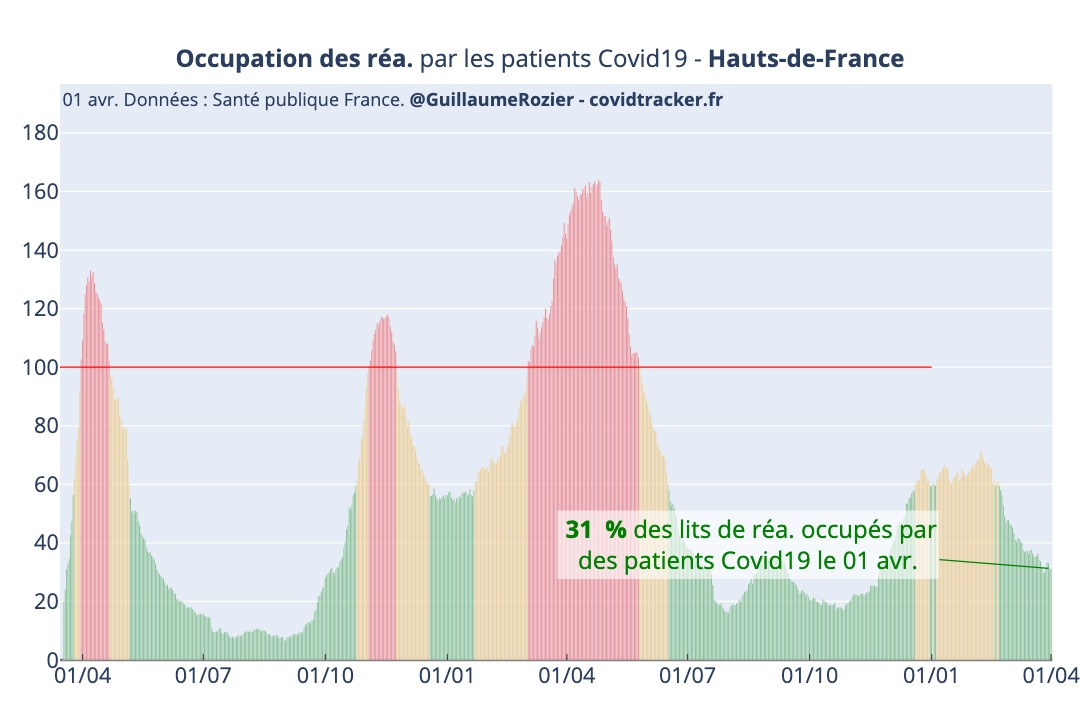 Occupation des réa. par les patients Covid19 - Hauts-de-France
01 avr. Données : Santé publique France. @GuillaumeRozier - covidtracker.fr
180
160
140
120
100
80
60
40
20
0
31 % des lits de réa. occupés par
des patients Covid19 le 01 avr.
01/04 01/07 01/10 01/01 01/04 01/07 01/10 01/01 01/04